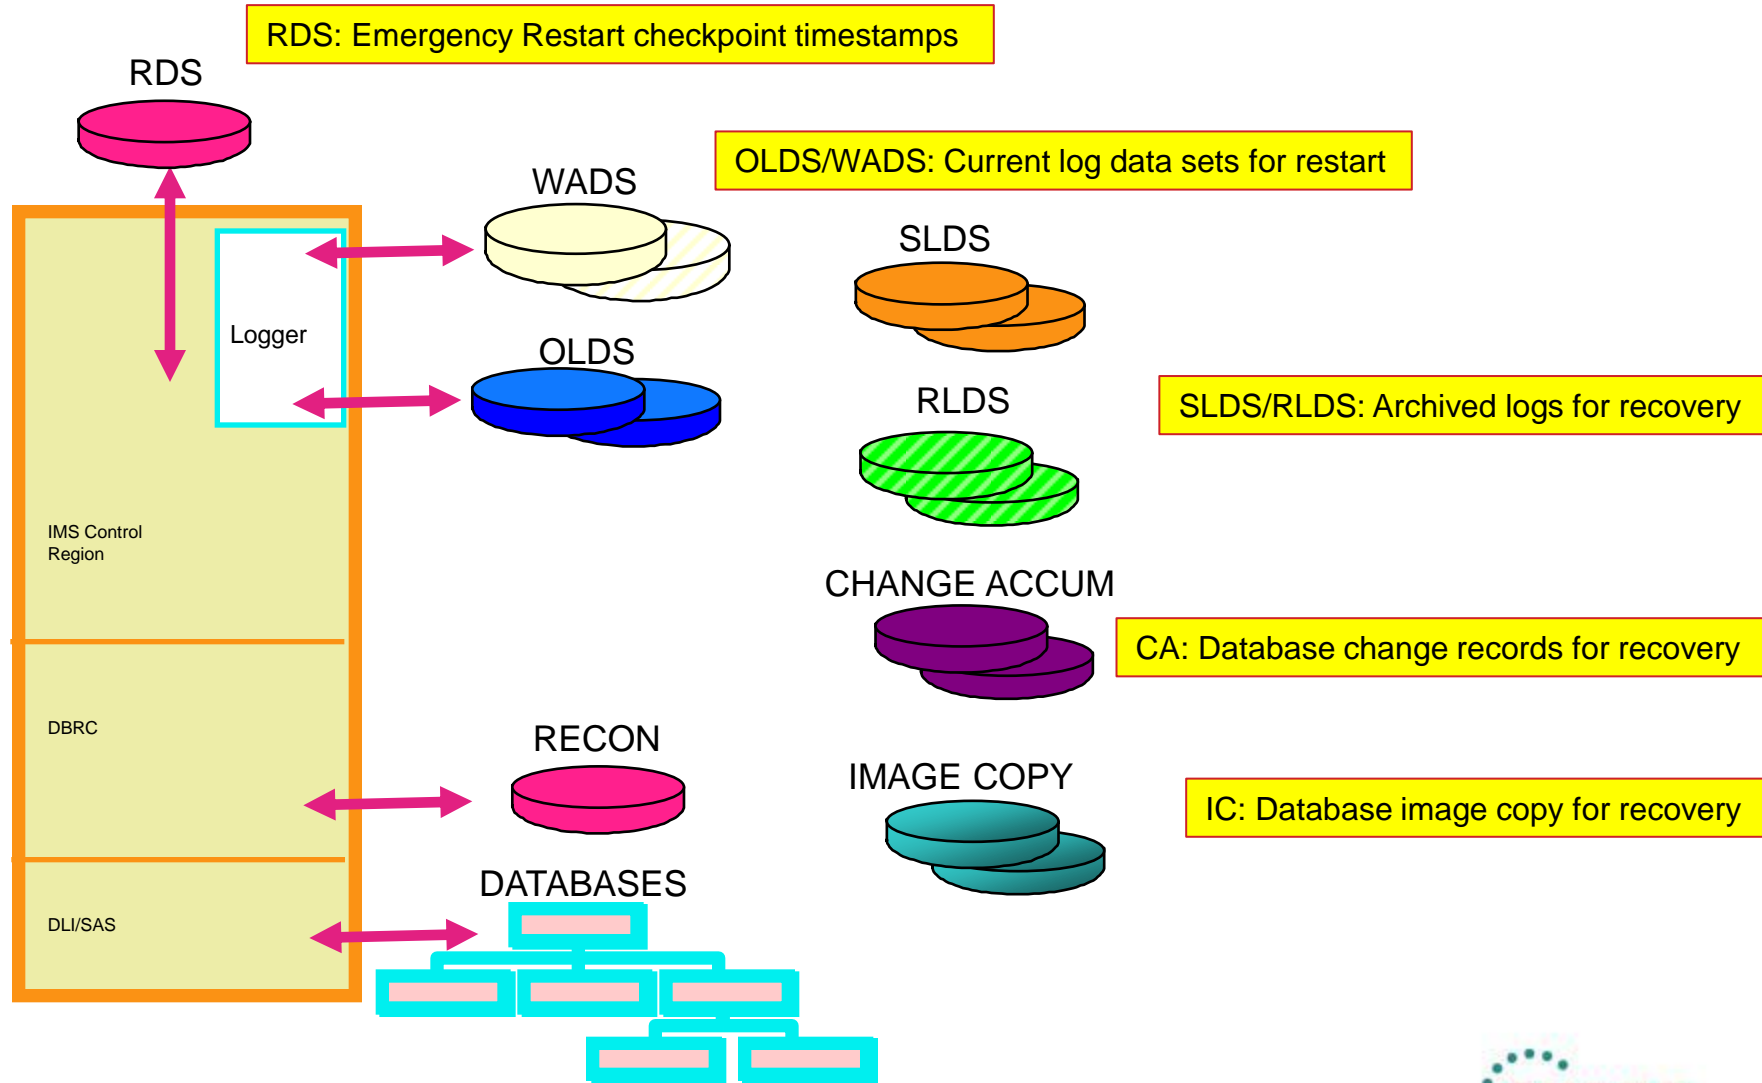 RDS: Emergency Restart checkpoint timestamps
RDS
OLDS/WADS: Current log data sets for restart
WADS
SLDS
Logger
OLDS
RLDS
SLDS/RLDS: Archived logs for recovery
IMS Control
Region
CHANGE ACCUM
CA: Database change records for recovery
DBRC
RECON
IMAGE COPY
IC: Database image copy for recovery
DATABASES
DLI/SAS